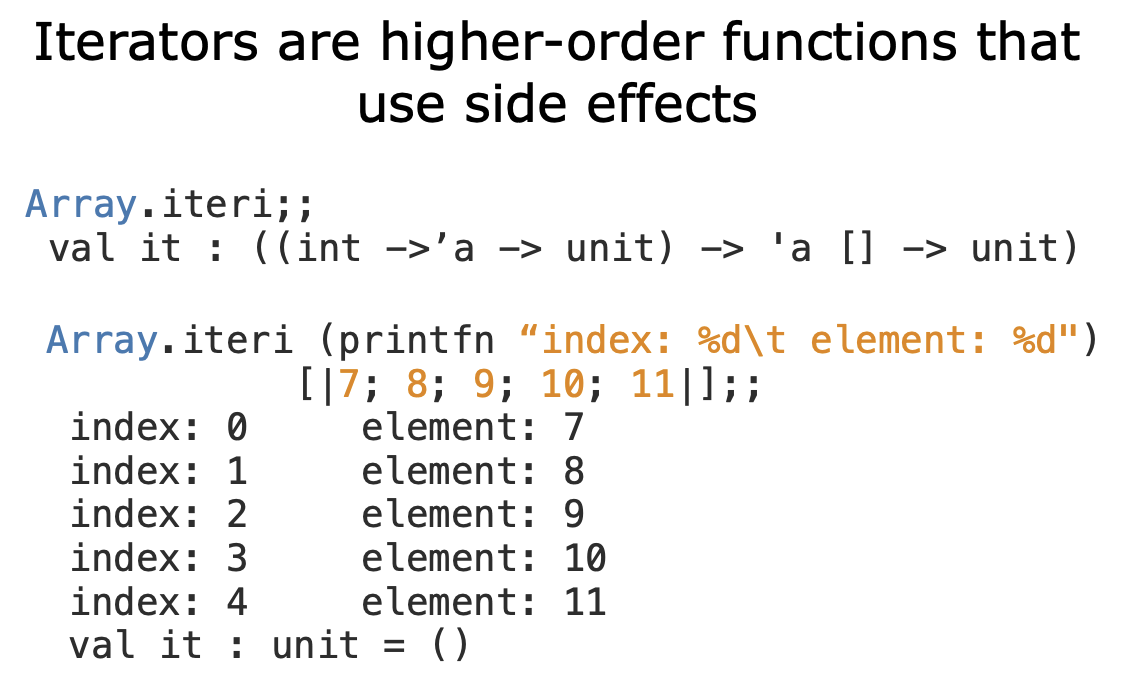 Iterators are higher-order functions that
use side effects
Array.iteri;;
val it : ((int ->’a -> unit) -> 'a [] -> unit)
Array.iteri (printfn “index: %d\t element: %d")
[|7; 8; 9; 10; 11|];;
index: 0 element: 7
index: 1 element: 8
index: 2 element: 9
index: 3 element: 10
index: 4 element: 11
val it : unit = ()